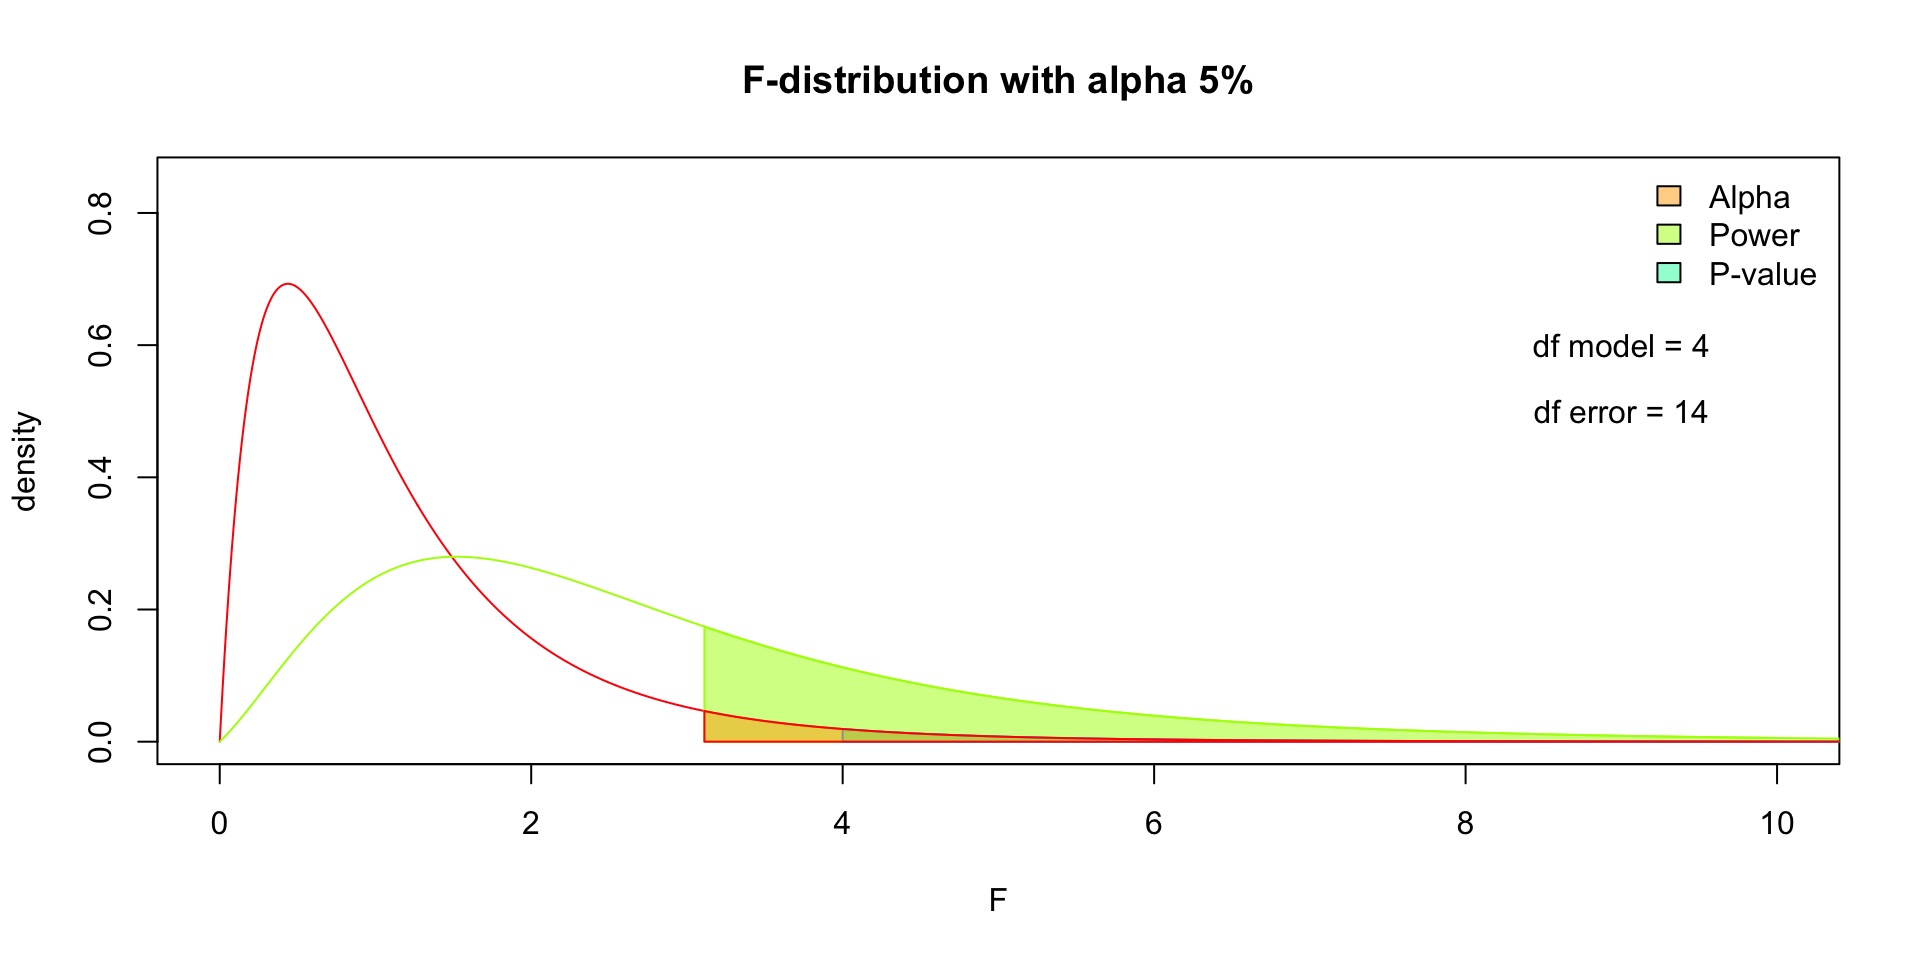 F-distribution with alpha 5%
Alpha
Power
P-value
df model = 4
df error = 14
density
0.8
0.6
0.4
0.2
0.0
0 2 4 6 8 10
F